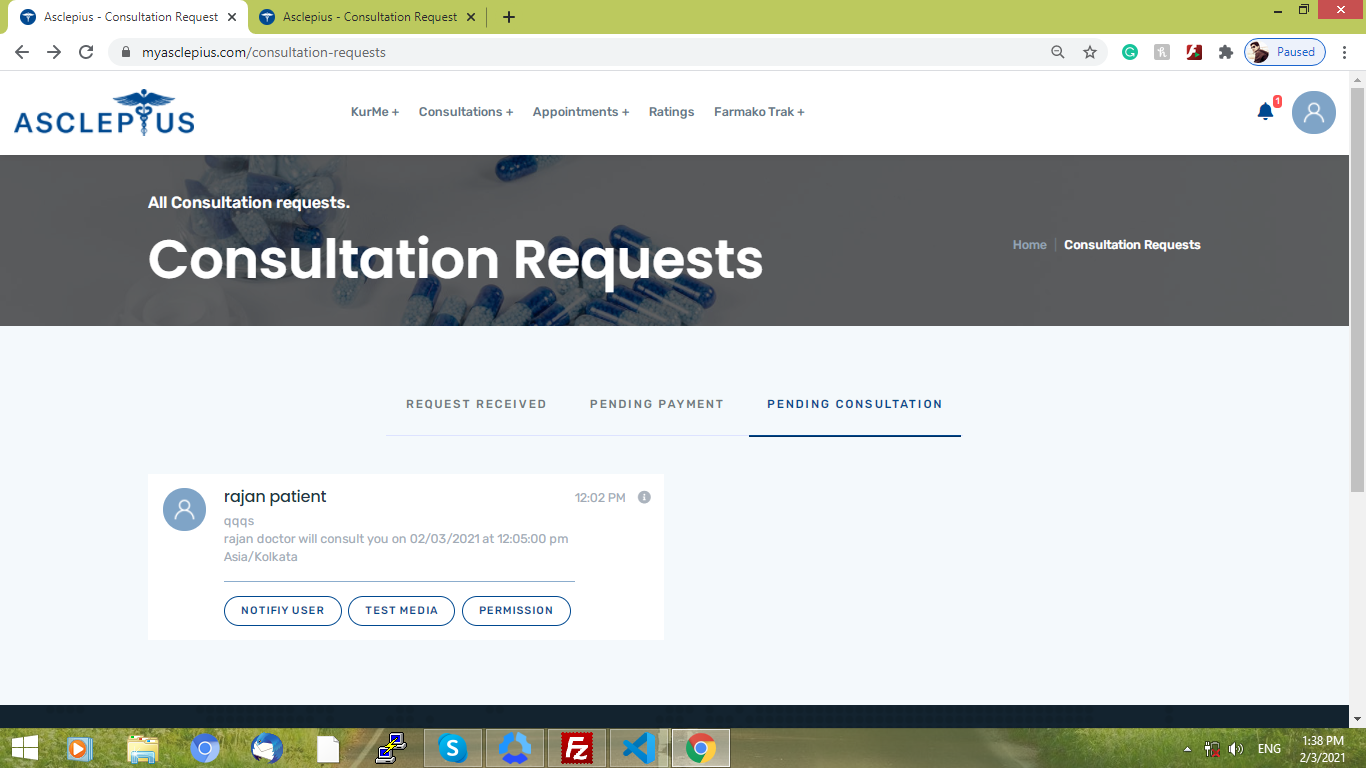 Asclepius - Consultation Request
Asclepius - Consultation Request
myasclepius.com/consultation-requests
Paused
ASCLEPIUS
KurMe +
Consultations +
Appointments +
Ratings
Farmako Trak +
1
All Consultation requests.
Consultation Requests
Home | Consultation Requests
REQUEST RECEIVED
PENDING PAYMENT
PENDING CONSULTATION
rajan patient
12:02 PM
qqqs
rajan doctor will consult you on 02/03/2021 at 12:05:00 pm
Asia/Kolkata
NOTIFIY USER
TEST MEDIA
PERMISSION
ENG
1:38 PM
2/3/2021